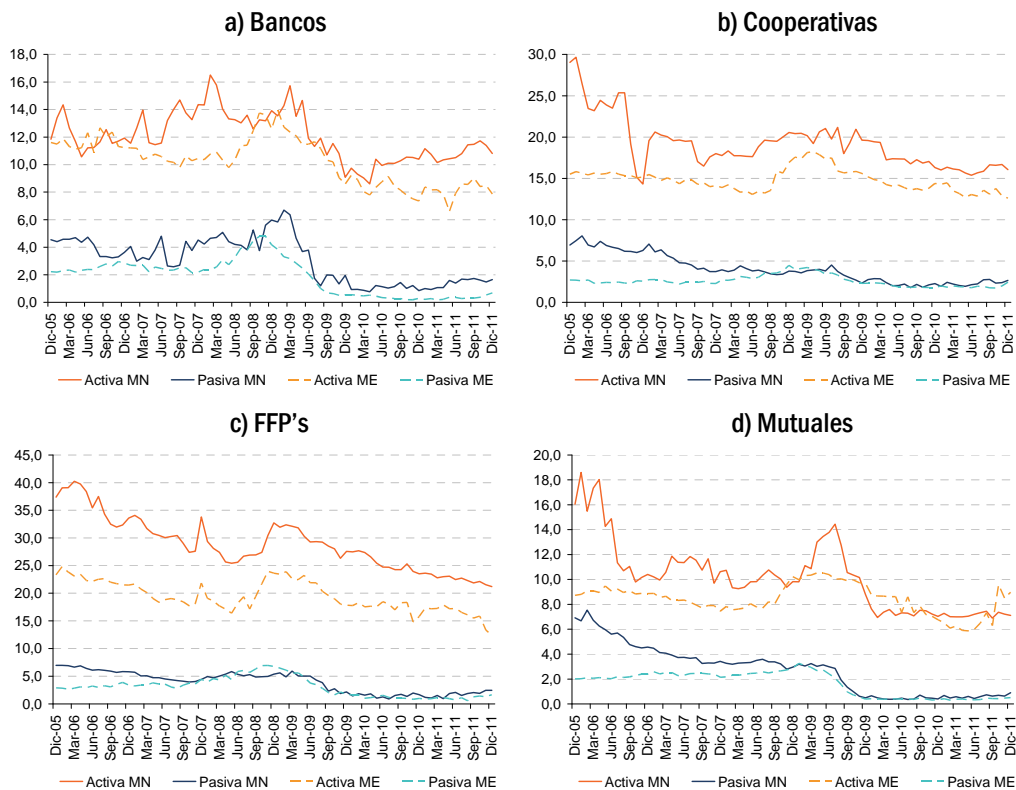 a) Bancos
18,0
16,0
14,0
12,0
10,0
8,0
6,0
4,0
2,0
0,0
Dic-05
Mar-06
Jun-06
Sep-06
Dic-06
Mar-07
Jun-07
Sep-07
Dic-07
Mar-08
Jun-08
Sep-08
Dic-08
Mar-09
Jun-09
Sep-09
Dic-09
Mar-10
Jun-10
Sep-10
Dic-10
Mar-11
Jun-11
Sep-11
Dic-11
Activa MN Pasiva MN Activa ME Pasiva ME
b) Cooperativas
30,0
25,0
20,0
15,0
10,0
5,0
0,0
Dic-05
Mar-06
Jun-06
Sep-06
Dic-06
Mar-07
Jun-07
Sep-07
Dic-07
Mar-08
Jun-08
Sep-08
Dic-08
Mar-09
Jun-09
Sep-09
Dic-09
Mar-10
Jun-10
Sep-10
Dic-10
Mar-11
Jun-11
Sep-11
Dic-11
Activa MN Pasiva MN Activa ME Pasiva ME
c) FFP's
45,0
40,0
35,0
30,0
25,0
20,0
15,0
10,0
5,0
0,0
Dic-05
Mar-06
Jun-06
Sep-06
Dic-06
Mar-07
Jun-07
Sep-07
Dic-07
Mar-08
Jun-08
Sep-08
Dic-08
Mar-09
Jun-09
Sep-09
Dic-09
Mar-10
Jun-10
Sep-10
Dic-10
Mar-11
Jun-11
Sep-11
Dic-11
Activa MN Pasiva MN Activa ME Pasiva ME
d) Mutuales
20,0
18,0
16,0
14,0
12,0
10,0
8,0
6,0
4,0
2,0
0,0
Dic-05
Mar-06
Jun-06
Sep-06
Dic-06
Mar-07
Jun-07
Sep-07
Dic-07
Mar-08
Jun-08
Sep-08
Dic-08
Mar-09
Jun-09
Sep-09
Dic-09
Mar-10
Jun-10
Sep-10
Dic-10
Mar-11
Jun-11
Sep-11
Dic-11
Activa MN Pasiva MN Activa ME Pasiva ME